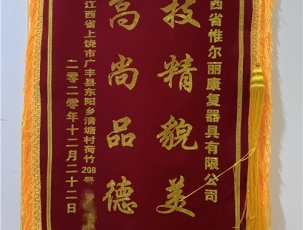 西省惟尔丽康复器具有限公司
技精貌美
高尚品德
江西省上饶市广丰县东阳乡清塘村荷竹208号
二零二零年十二月二十二日